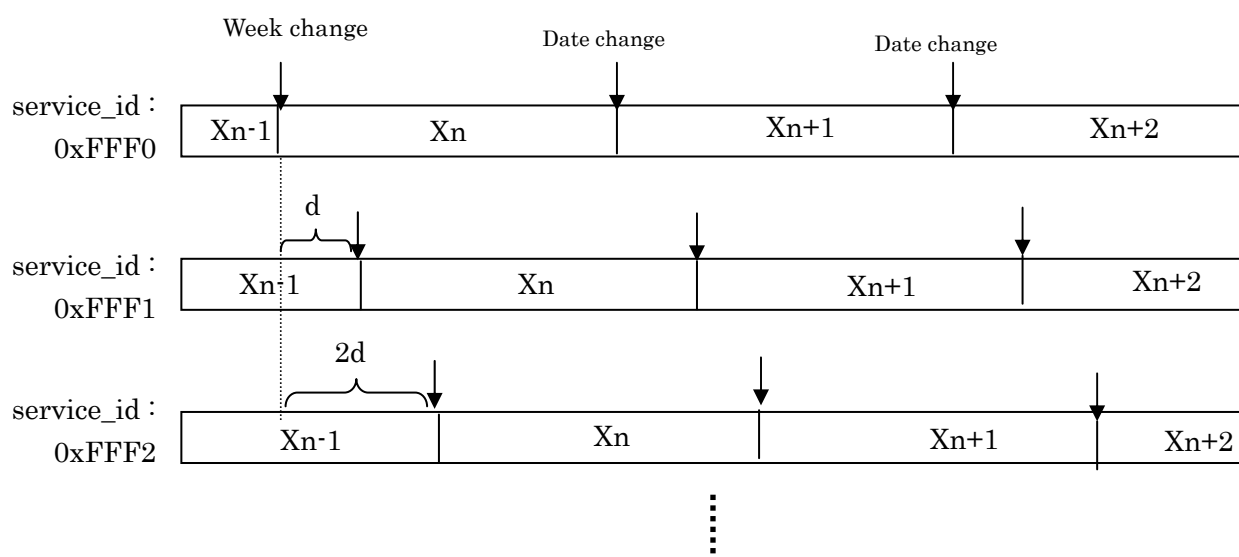 Week change
Date change
Date change
service_id :
0xFFF0
Xn-1
Xn
Xn+1
Xn+2
d
service_id :
0xFFF1
Xn-1
Xn
Xn+1
Xn+2
2d
service_id :
0xFFF2
Xn-1
Xn
Xn+1
Xn+2